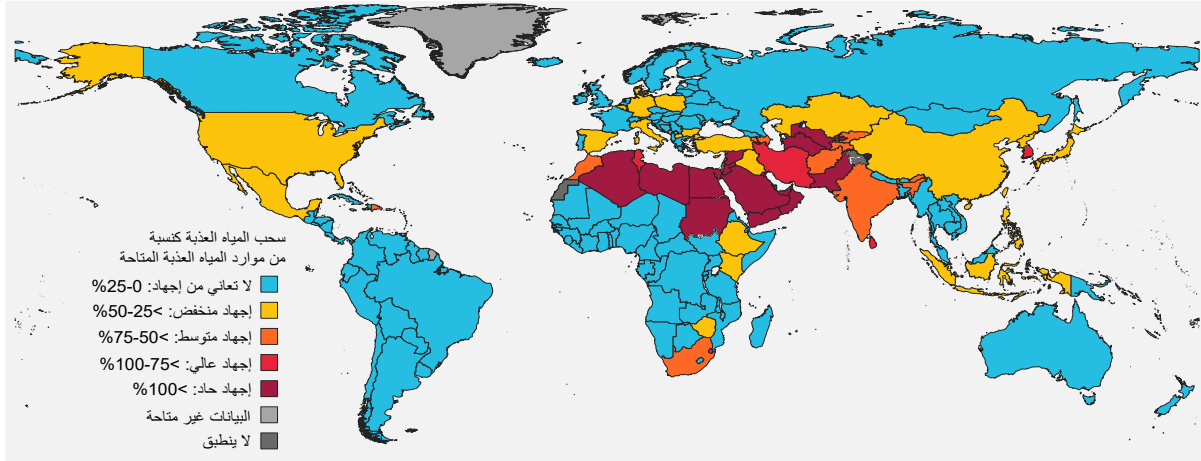 سحب المياه العذبة كنسبة
من موارد المياه العذبة المتاحة
لا تعاني من إجهاد: 0-25%
إجهاد منخفض: >25-50%
إجهاد متوسط: >50-75%
إجهاد عالي: >75-100%
إجهاد حاد: >100%
البيانات غير متاحة
لا ينطبق